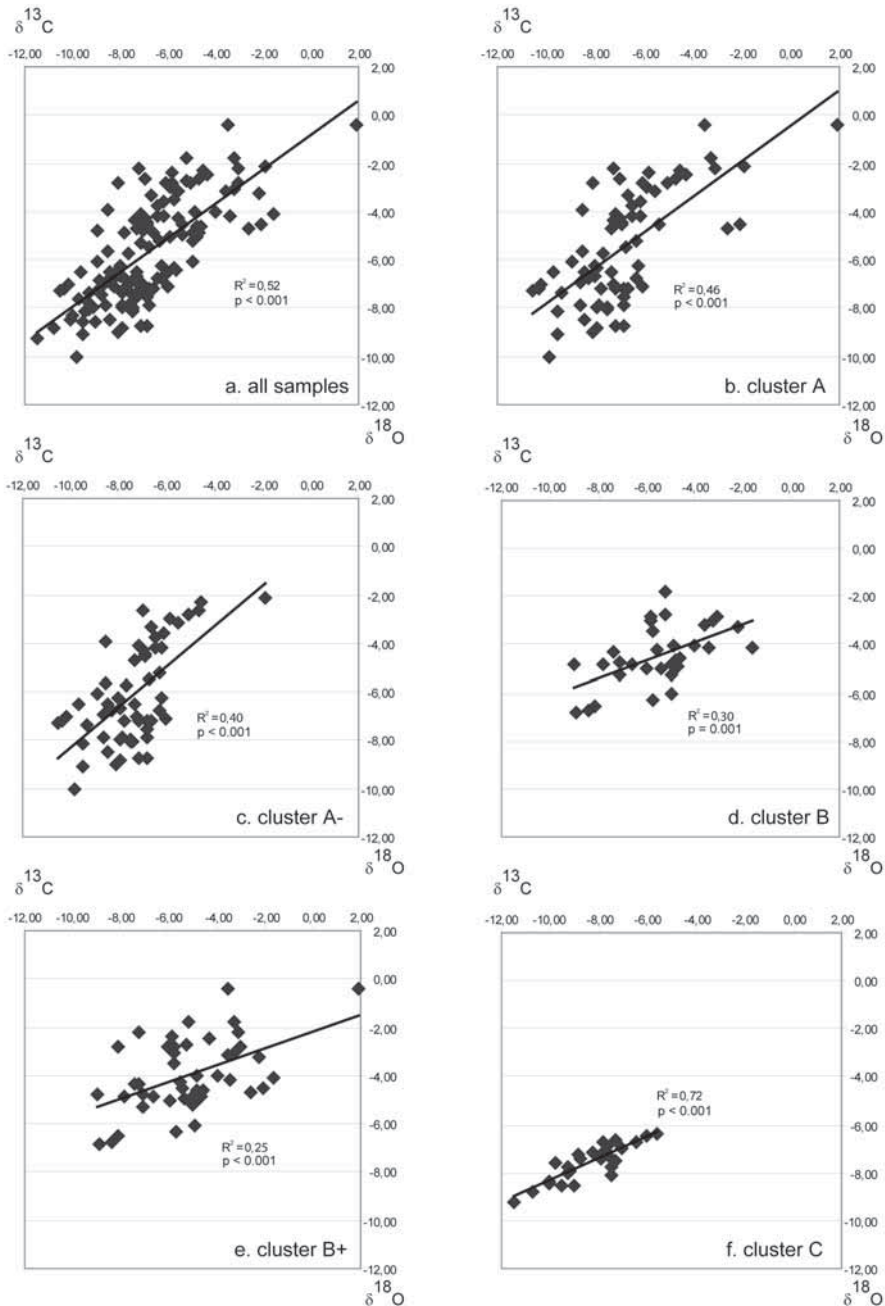 δ13C
-12,00 -10,00 -8,00 -6,00 -4,00 -2,00 0,00 2,00
2,00
0,00
-2,00
-4,00
-6,00
-8,00
-10,00
-12,00
R2=0,52
p < 0.001
a. all samples
δ18O
δ13C
-12,00 -10,00 -8,00 -6,00 -4,00 -2,00 0,00 2,00
2,00
0,00
-2,00
-4,00
-6,00
-8,00
-10,00
-12,00
R2=0,46
p < 0.001
b. cluster A
δ18O
δ13C
-12,00 -10,00 -8,00 -6,00 -4,00 -2,00 0,00 2,00
2,00
0,00
-2,00
-4,00
-6,00
-8,00
-10,00
-12,00
R2=0,40
p < 0.001
c. cluster A-
δ18O
δ13C
-12,00 -10,00 -8,00 -6,00 -4,00 -2,00 0,00 2,00
2,00
0,00
-2,00
-4,00
-6,00
-8,00
-10,00
-12,00
R2=0,30
p = 0.001
d. cluster B
δ18O
δ13C
-12,00 -10,00 -8,00 -6,00 -4,00 -2,00 0,00 2,00
2,00
0,00
-2,00
-4,00
-6,00
-8,00
-10,00
-12,00
R2=0,25
p < 0.001
e. cluster B+
δ18O
δ13C
-12,00 -10,00 -8,00 -6,00 -4,00 -2,00 0,00 2,00
2,00
0,00
-2,00
-4,00
-6,00
-8,00
-10,00
-12,00
R2=0,72
p < 0.001
f. cluster C
δ18O